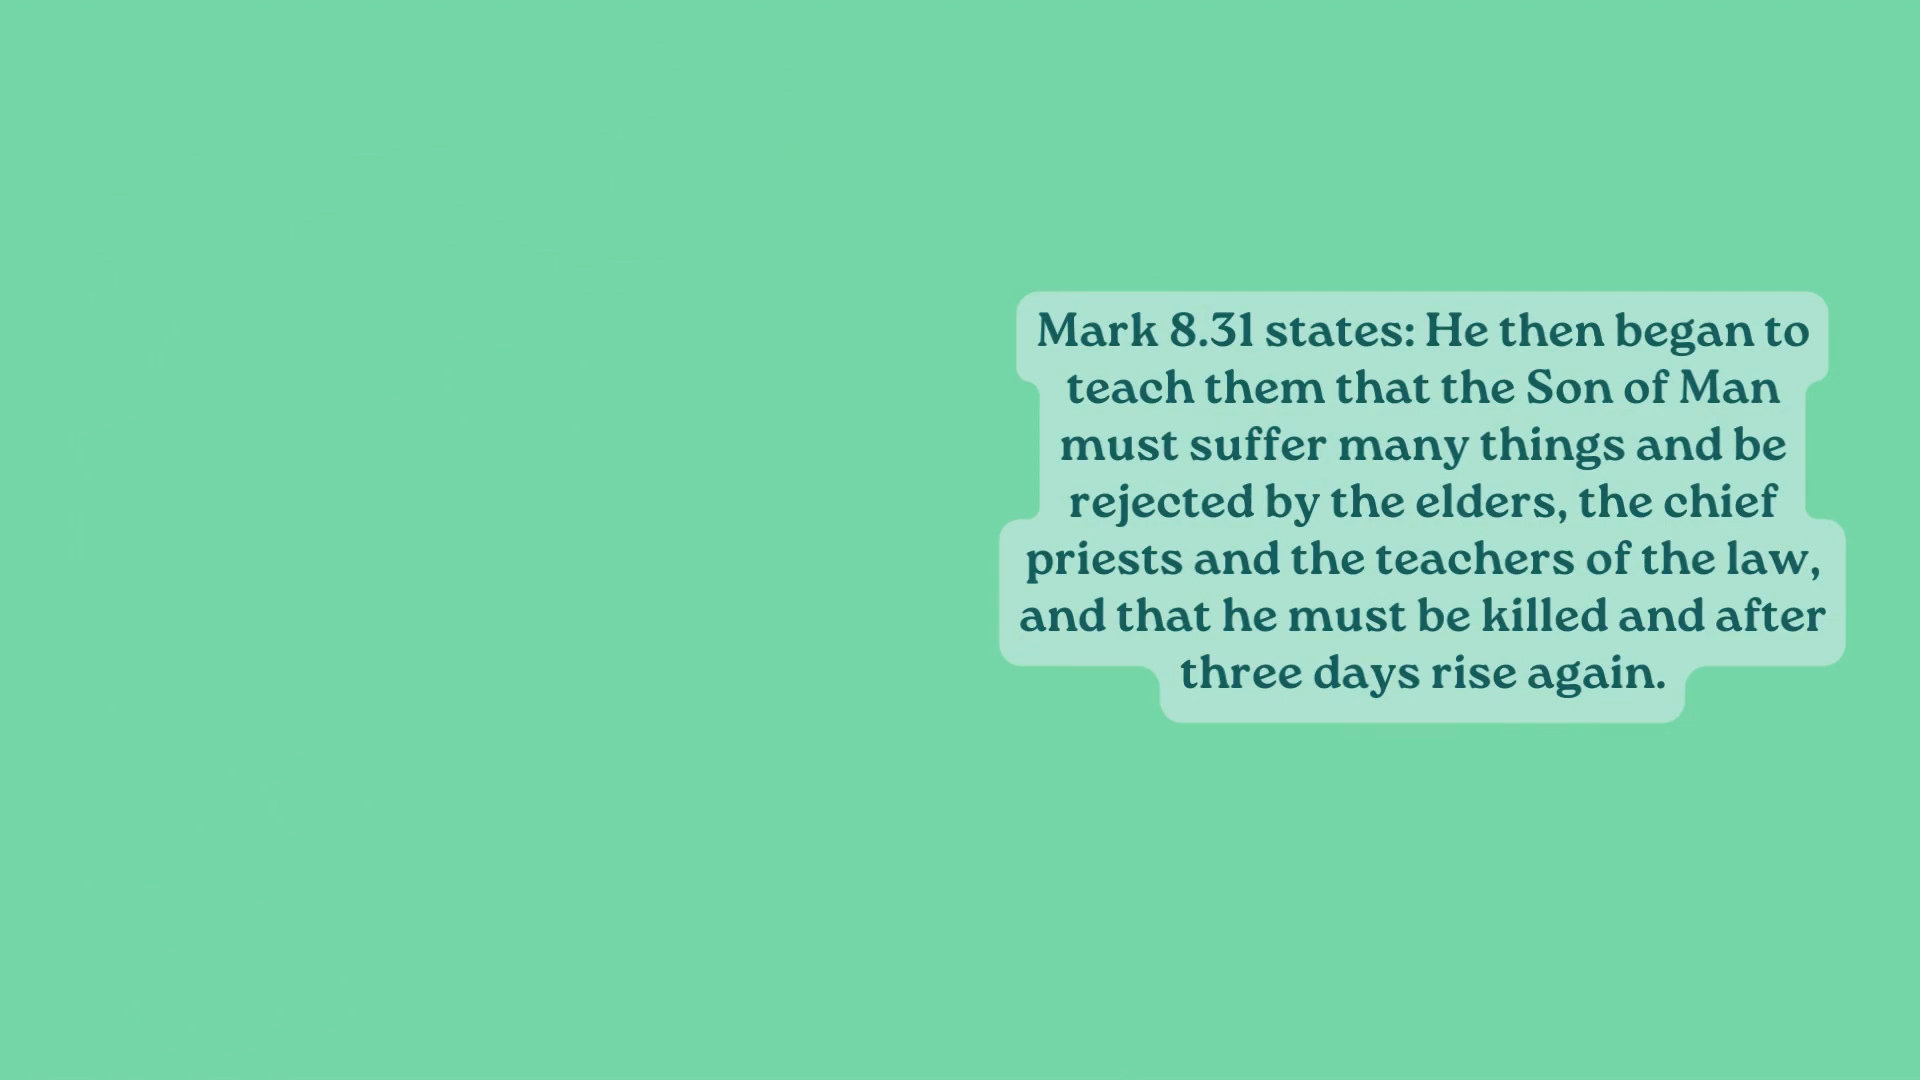 Mark 8.31 states: He then began to
teach them that the Son of Man
must suffer many things and be
rejected by the elders, the chief
priests and the teachers of the law,
and that he must be killed and after
three days rise again.